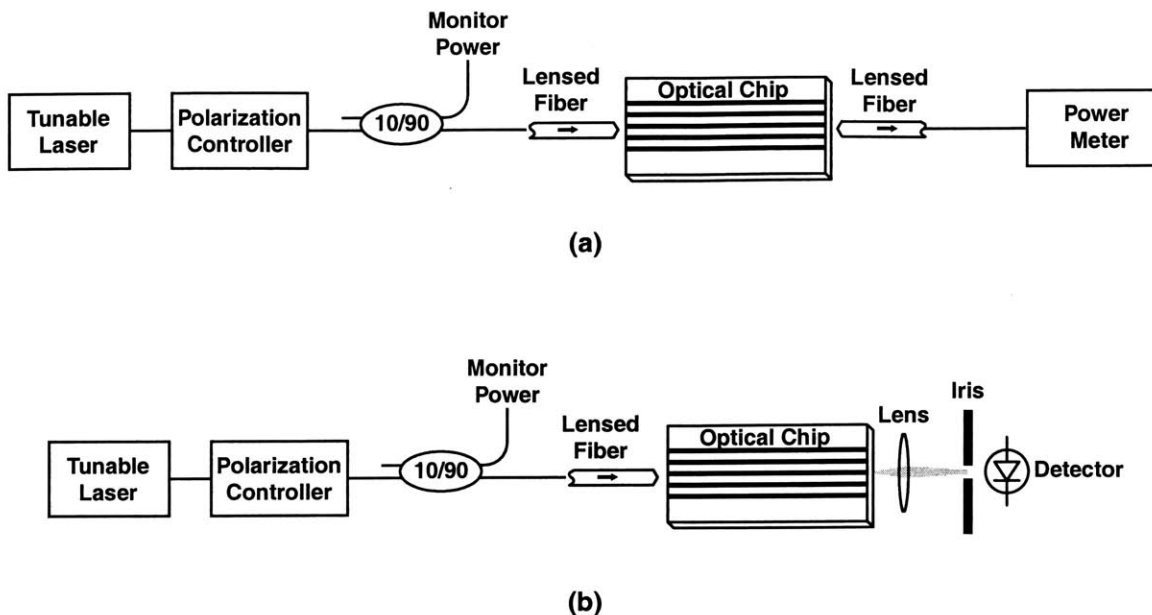 Monitor
Power
Lensed
Fiber
Optical Chip
Lensed
Fiber
Tunable
Laser
Polarization
Controller
10/90
Power
Meter
(a)
Monitor
Power
Lensed
Fiber
Optical Chip
Lens
Iris
Tunable
Laser
Polarization
Controller
10/90
Detector
(b)